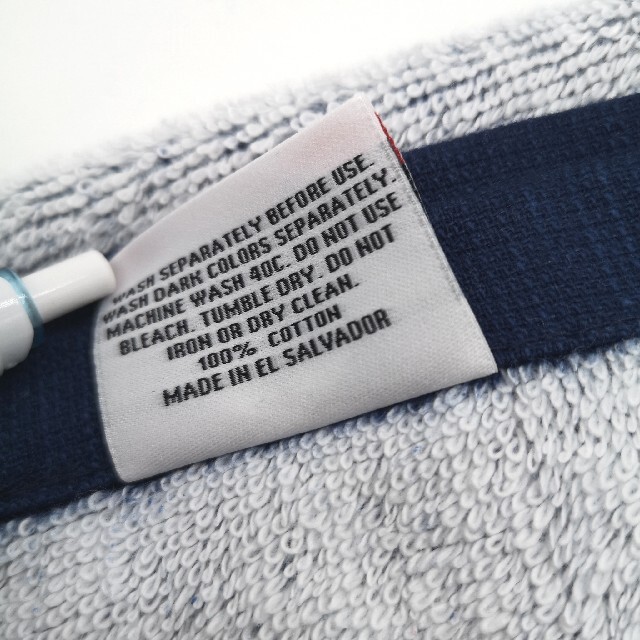 WASH SEPARATELY BEFORE USE
WASH DARK COLORS SEPARATELY
MACHINE WASH 40C. DO NOT USE
BLEACH. TUMBLE DRY. DO NOT
IRON OR DRY CLEAN.
100% COTTON
MADE IN EL SALVADOR